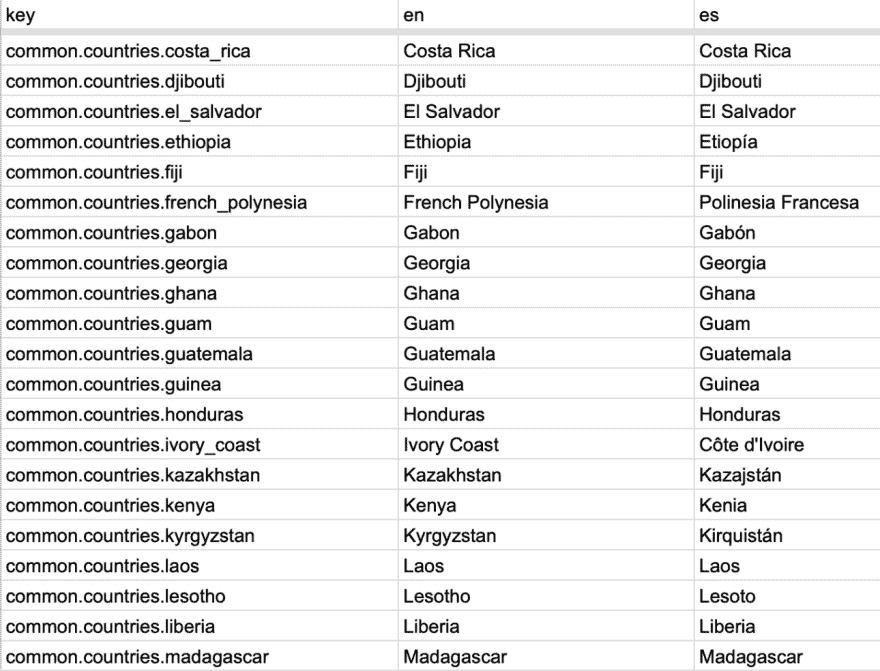 key en es
common.countries.costa_rica Costa Rica Costa Rica
common.countries.djibouti Djibouti Djibouti
common.countries.el_salvador El Salvador El Salvador
common.countries.ethiopia Ethiopia Etiopía
common.countries.fiji Fiji Fiji
common.countries.french_polynesia French Polynesia Polinesia Francesa
common.countries.gabon Gabon Gabón
common.countries.georgia Georgia Georgia
common.countries.ghana Ghana Ghana
common.countries.guam Guam Guam
common.countries.guatemala Guatemala Guatemala
common.countries.guinea Guinea Guinea
common.countries.honduras Honduras Honduras
common.countries.ivory_coast Ivory Coast Côte d'Ivoire
common.countries.kazakhstan Kazakhstan Kazajstán
common.countries.kenya Kenya Kenia
common.countries.kyrgyzstan Kyrgyzstan Kirquistán
common.countries.laos Laos Laos
common.countries.lesotho Lesotho Lesoto
common.countries.liberia Liberia Liberia
common.countries.madagascar Madagascar Madagascar